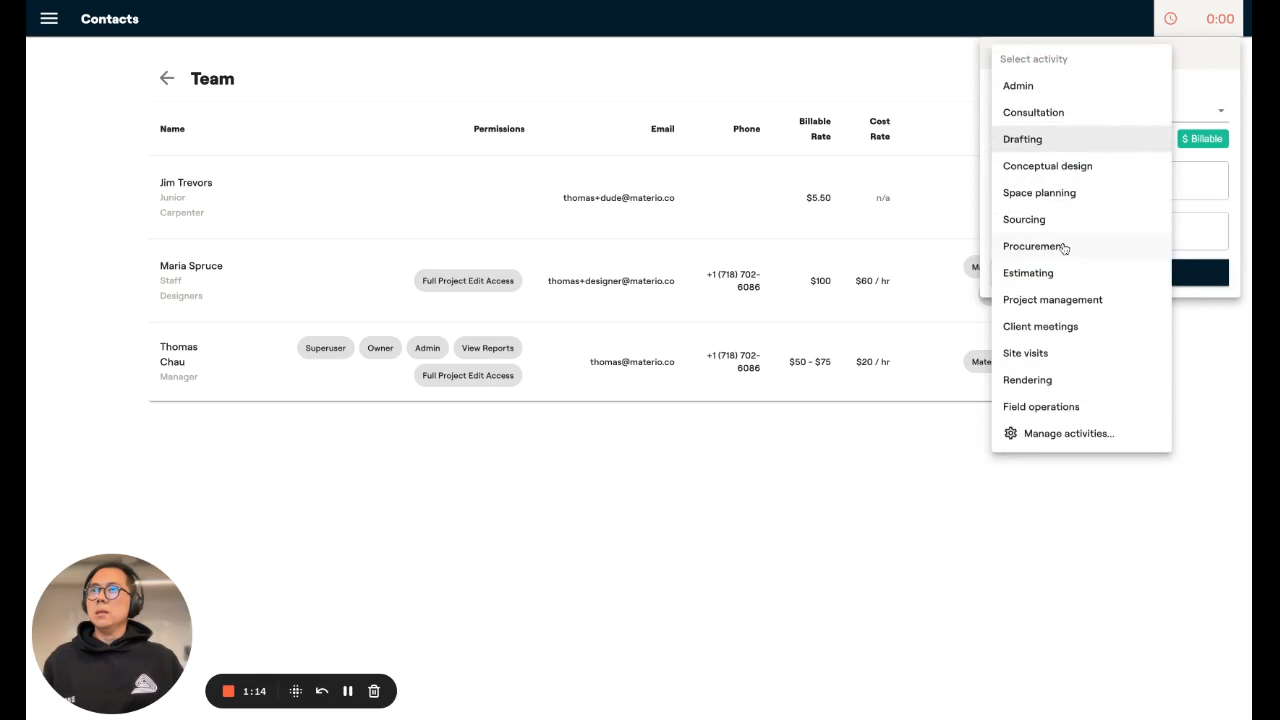 Contacts
0:00
Team
Select activity
Admin
Consultation
Drafting
Conceptual design
Space planning
Sourcing
Procurement
Estimating
Project management
Client meetings
Site visits
Rendering
Field operations
Manage activities...
$ Billable
Name
Permissions
Email
Phone
Billable
Rate
Cost
Rate
Jim Trevors
Junior
Carpenter
thomas+dude@materio.co
$5.50
n/a
Maria Spruce
Staff
Designers
Full Project Edit Access
thomas+designer@materio.co
+1 (718) 702-
6086
$100
$60 / hr
Thomas
Chau
Manager
Superuser
Owner
Admin
View Reports
Full Project Edit Access
thomas@materio.co
+1 (718) 702-
6086
$50 - $75
$20 / hr
1:14